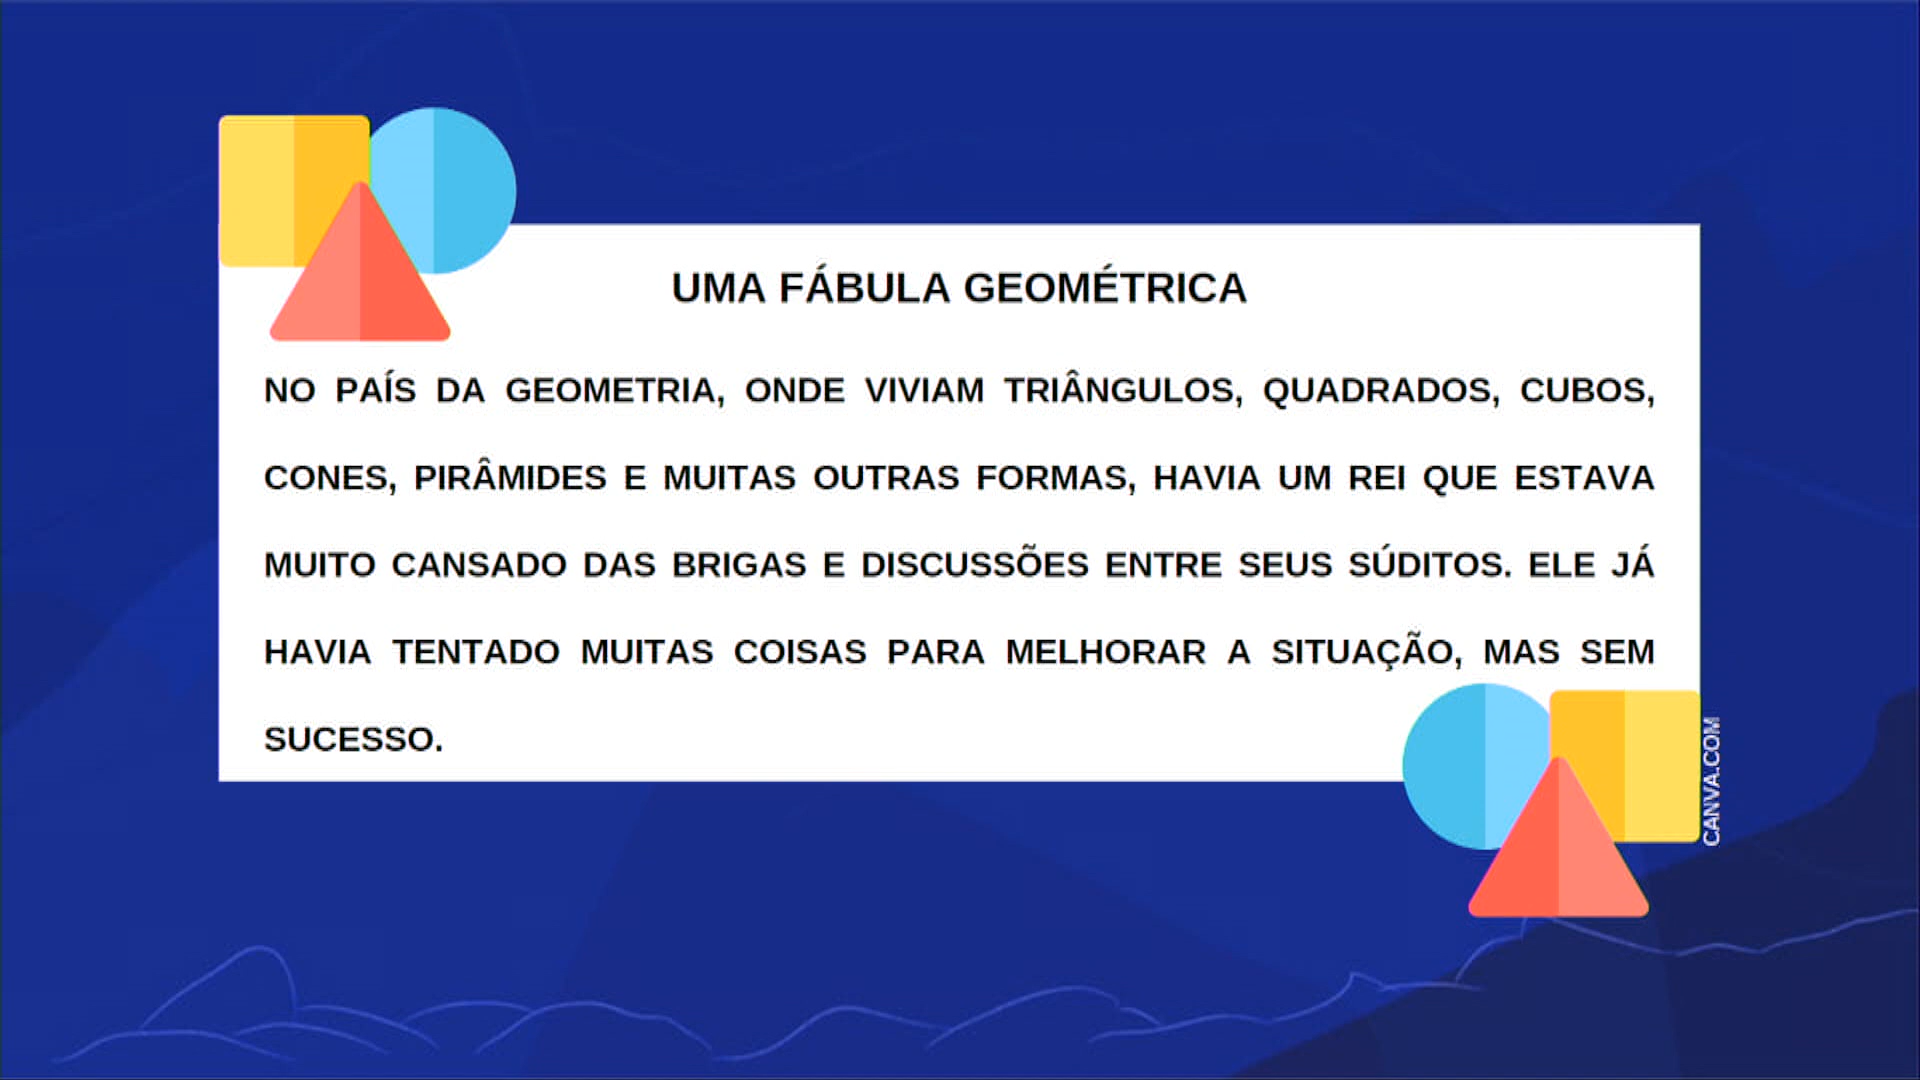 UMA FÁBULA GEOMÉTRICA
NO PAÍS DA GEOMETRIA, ONDE VIVIAM TRIÂNGULOS, QUADRADOS, CUBOS,
CONES, PIRÂMIDES E MUITAS OUTRAS FORMAS, HAVIA UM REI QUE ESTAVA
MUITO CANSADO DAS BRIGAS E DISCUSSÕES ENTRE SEUS SÚDITOS. ELE JÁ
HAVIA TENTADO MUITAS COISAS PARA MELHORAR A SITUAÇÃO, MAS SEM
SUCESSO.
CANVA.COM